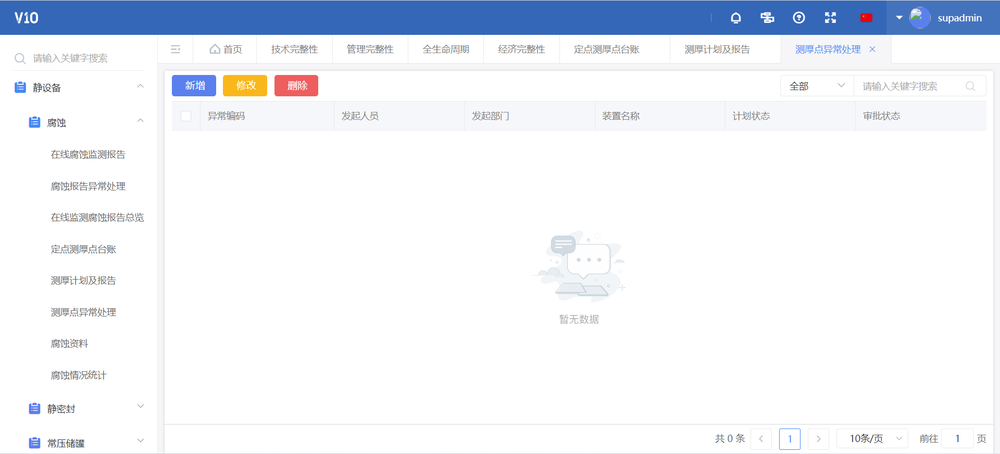 V10
supadmin
请输入关键字搜索
首页
技术完整性
管理完整性
全生命周期
经济完整性
定点测厚点台账
测厚计划及报告
测厚点异常处理
静设备
腐蚀
在线腐蚀监测报告
腐蚀报告异常处理
在线监测腐蚀报告总览
定点测厚点台账
测厚计划及报告
测厚点异常处理
腐蚀资料
腐蚀情况统计
静密封
常压储罐
新增
修改
删除
全部
请输入关键字搜索
异常编码
发起人员
发起部门
装置名称
计划状态
审批状态
暂无数据
共 0 条
1
10条/页
前往 1 页